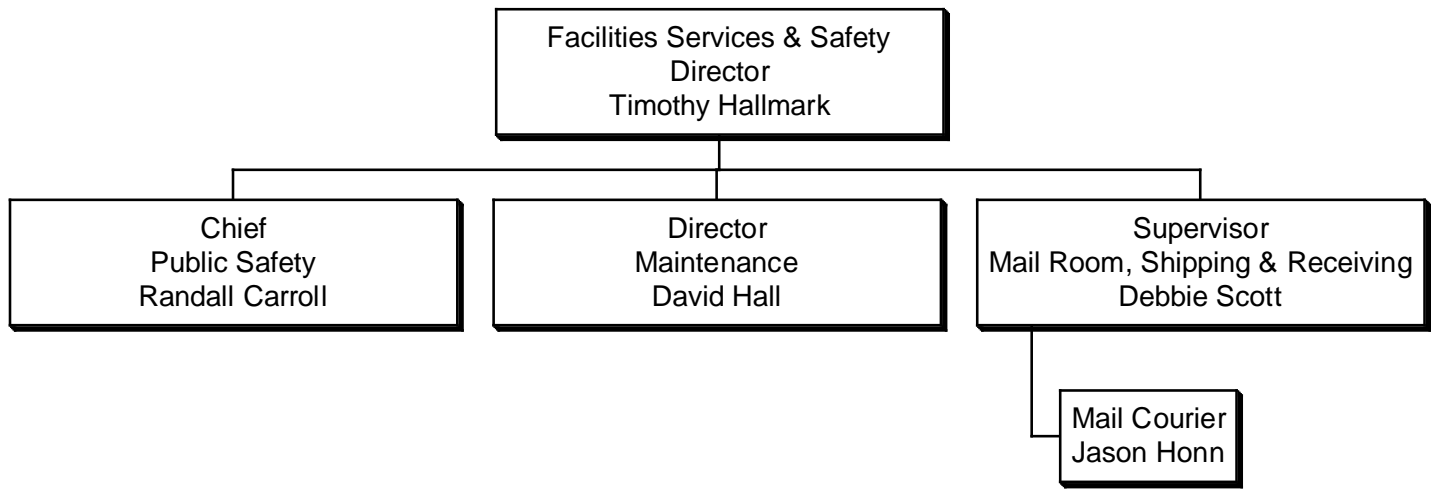 Facilities Services & Safety
Director
Timothy Hallmark
Chief
Public Safety
Randall Carroll
Director
Maintenance
David Hall
Supervisor
Mail Room, Shipping & Receiving
Debbie Scott
Mail Courier
Jason Honn